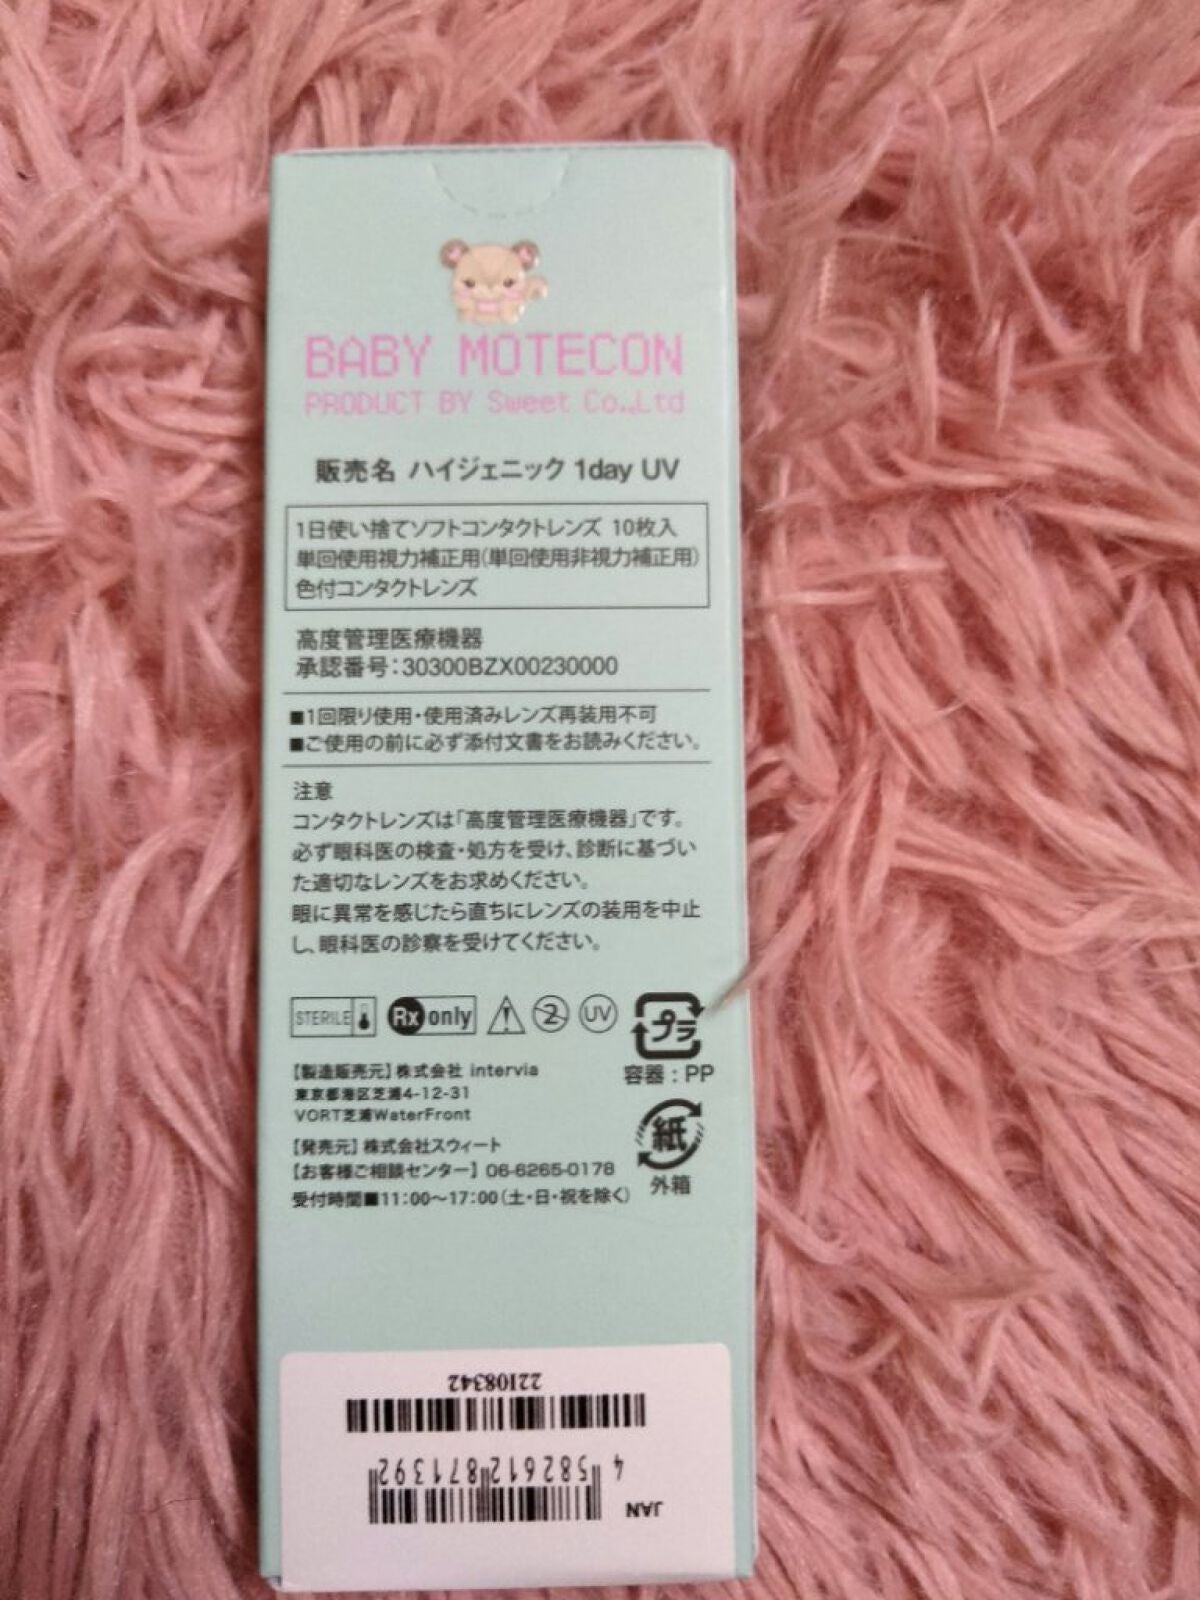 BABY MOTECON
PRODUCT BY Sweet Co.,Ltd
販売名 ハイジェニック 1day UV
1日使い捨てソフトコンタクトレンズ 10枚入
単回使用視力補正用(単回使用非視力補正用)
色付コンタクトレンズ
高度管理医療機器
承認番号:30300BZX00230000
■1回限り使用・使用済みレンズ再装用不可
■ご使用の前に必ず添付文書をお読みください。
注意
コンタクトレンズは「高度管理医療機器」です。
必ず眼科医の検査・処方を受け、診断に基づい
た適切なレンズをお求めください。
眼に異常を感じたら直ちにレンズの装用を中止
し、眼科医の診察を受けてください。
STERILE Rx only 2 UV プラ
容器:PP
【製造販売元】株式会社 intervia
東京都港区芝浦4-12-31
VORT芝浦WaterFront
紙
外箱
【発売元】株式会社スウィート
【お客様ご相談センター】06-6265-0178
受付時間■11:00〜17:00(土・日・祝を除く)
22108342
4 582612 871392
JAN